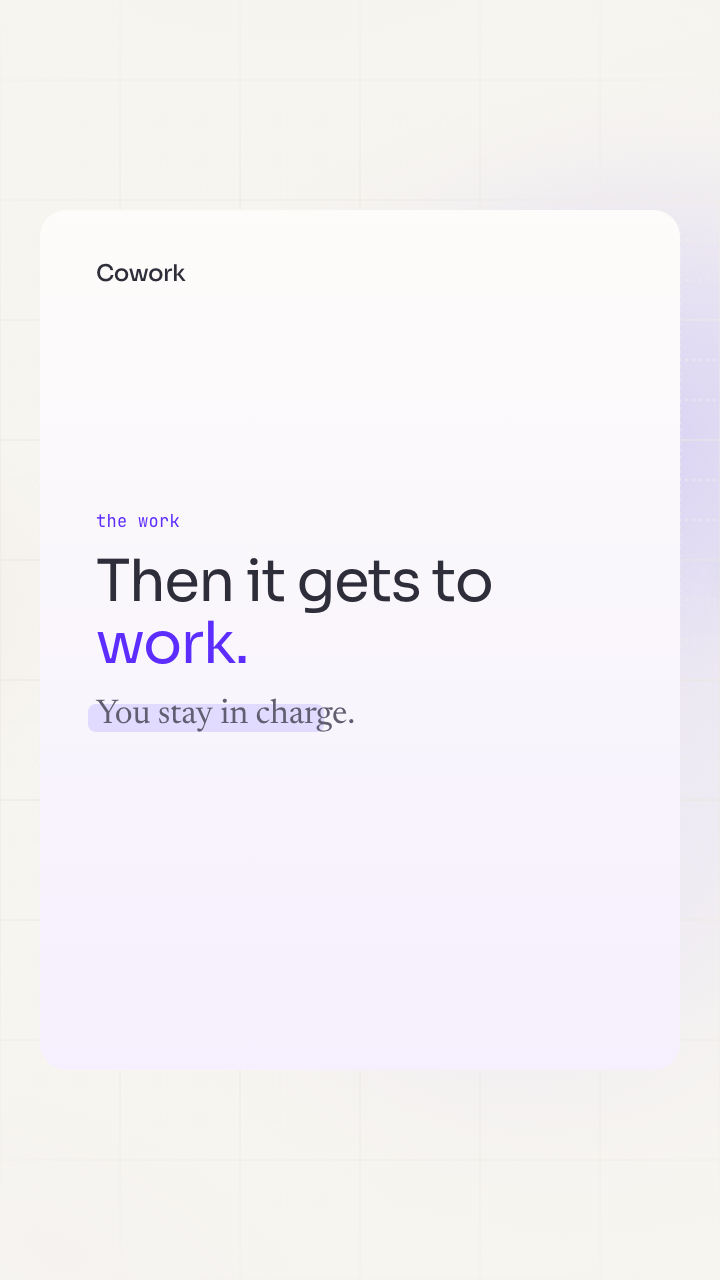 Cowork
the work
Then it gets to
work.
You stay in charge.